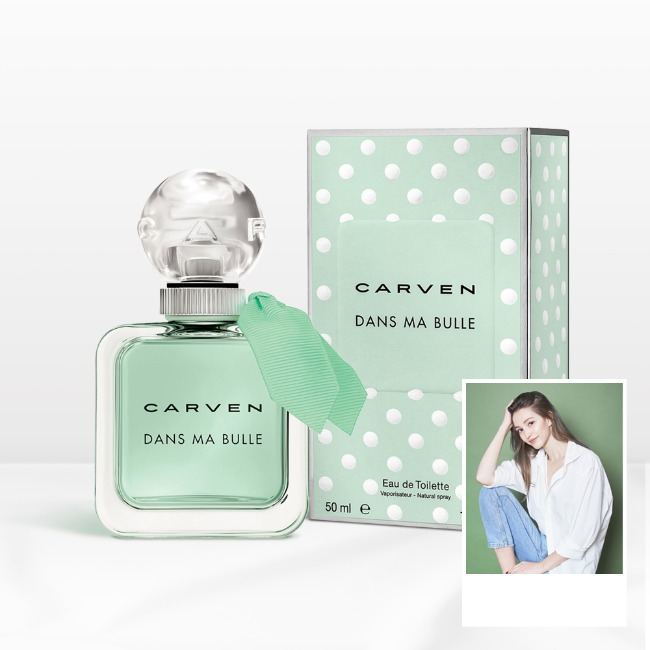 CARVEN
DANS MA BULLE
CARVEN
DANS MA BULLE
Eau de Toilette
Vaporisateur - Natural spray
50 ml ℮